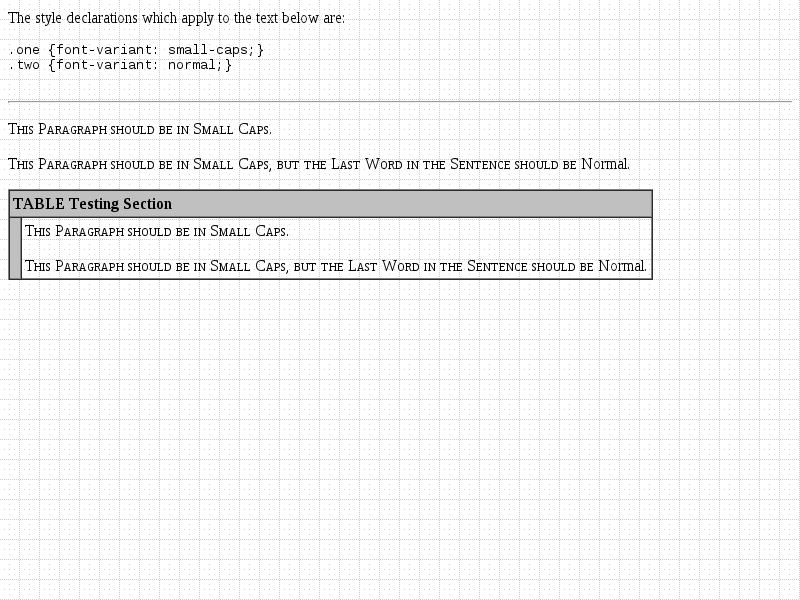 The style declarations which apply to the text below are:
.one {font-variant: small-caps;}
.two {font-variant: normal;}
This Paragraph should be in Small Caps.
This Paragraph should be in Small Caps, but the Last Word in the Sentence should be Normal.
TABLE Testing Section
This Paragraph should be in Small Caps.
This Paragraph should be in Small Caps, but the Last Word in the Sentence should be Normal.